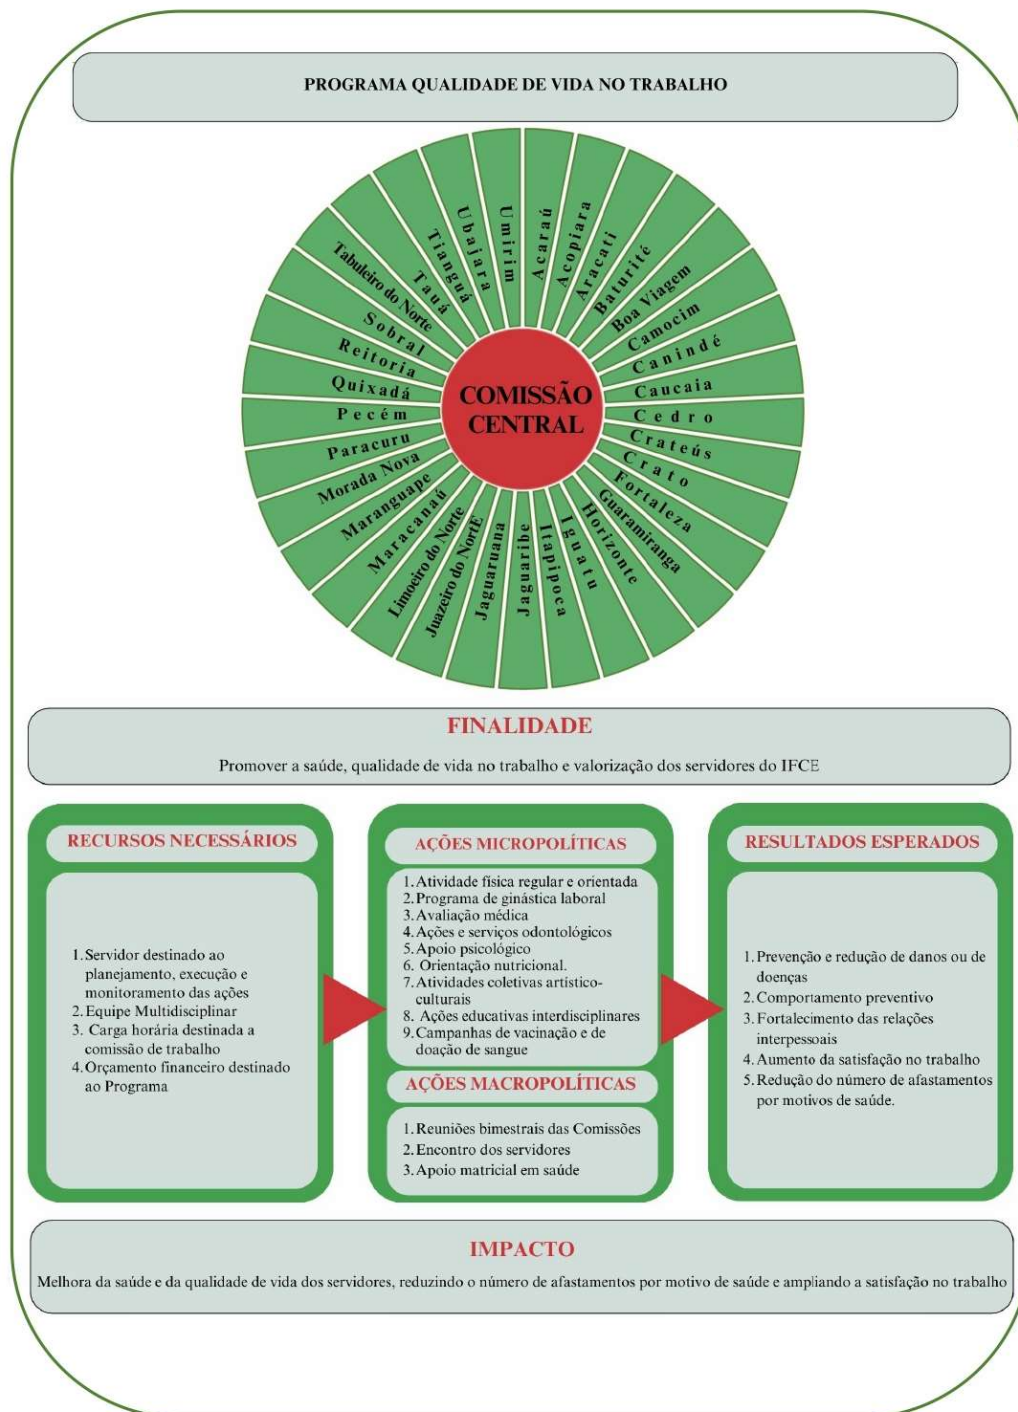 PROGRAMA QUALIDADE DE VIDA NO TRABALHO
Acaraú
Acopiara
Aracati
Baturité
Boa Viagem
Camocim
Canindé
Caucaia
Cedro
Crateús
Crato
Fortaleza
Guaramiranga
Horizonte
Iguatu
Itapipoca
Jaguaribe
Jaguaruana
Juazeiro do NortE
Limoeiro do Norte
Maracanaú
Maranguape
Morada Nova
Paracuru
Pecém
Quixadá
Reitoria
Sobral
Tabuleiro do Norte
Tauá
Tianguá
Ubajara
Umirim
COMISSÃO
CENTRAL
FINALIDADE
Promover a saúde, qualidade de vida no trabalho e valorização dos servidores do IFCE
RECURSOS NECESSÁRIOS
1. Servidor destinado ao
planejamento, execução e
monitoramento das ações
2. Equipe Multidisciplinar
3. Carga horária destinada a
comissão de trabalho
4. Orçamento financeiro destinado
ao Programa
AÇÕES MICROPOLÍTICAS
1. Atividade física regular e orientada
2. Programa de ginástica laboral
3. Avaliação médica
4. Ações e serviços odontológicos
5. Apoio psicológico
6. Orientação nutricional.
7. Atividades coletivas artístico-
culturais
8. Ações educativas interdisciplinares
9. Campanhas de vacinação e de
doação de sangue
AÇÕES MACROPOLÍTICAS
1. Reuniões bimestrais das Comissões
2. Encontro dos servidores
3. Apoio matricial em saúde
RESULTADOS ESPERADOS
1. Prevenção e redução de danos ou de
doenças
2. Comportamento preventivo
3. Fortalecimento das relações
interpessoais
4. Aumento da satisfação no trabalho
5. Redução do número de afastamentos
por motivos de saúde.
IMPACTO
Melhora da saúde e da qualidade de vida dos servidores, reduzindo o número de afastamentos por motivo de saúde e ampliando a satisfação no trabalho